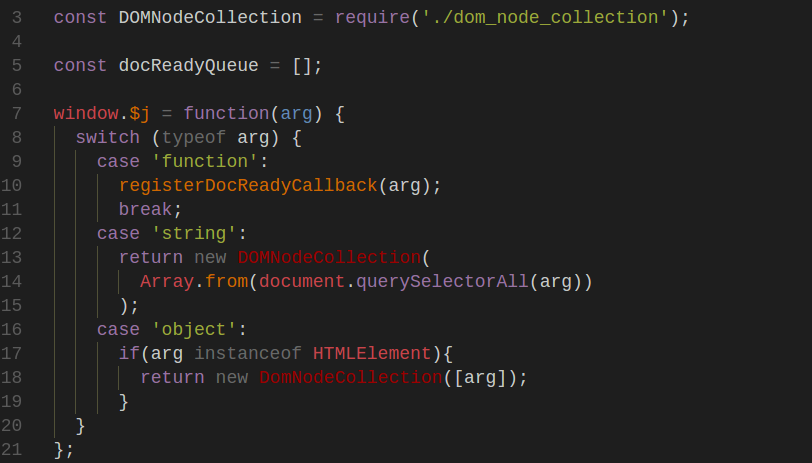 3 const DOMNodeCollection = require('./dom_node_collection');
4
5 const docReadyQueue = [];
6
7 window.$j = function(arg) {
8   switch (typeof arg) {
9     case 'function':
10       registerDocReadyCallback(arg);
11       break;
12     case 'string':
13       return new DOMNodeCollection(
14         Array.from(document.querySelectorAll(arg))
15       );
16     case 'object':
17       if(arg instanceof HTMLElement){
18         return new DomNodeCollection([arg]);
19       }
20   }
21 };